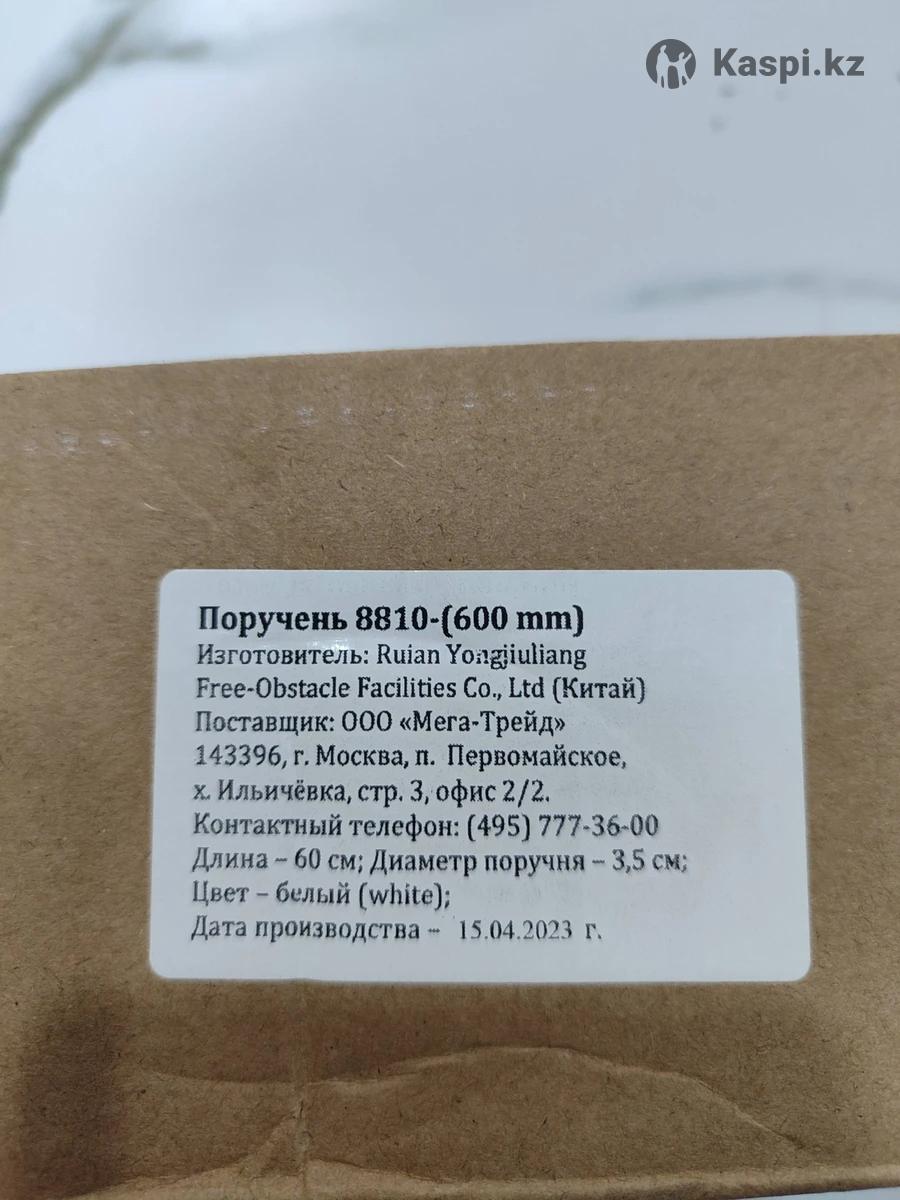 Kaspi.kz
Поручень 8810-(600 mm)
Изготовитель: Ruian Yongjiuliang
Free-Obstacle Facilities Co., Ltd (Китай)
Поставщик: ООО «Мега-Трейд»
143396, г. Москва, п. Первомайское,
х. Ильичёвка, стр. 3, офис 2/2.
Контактный телефон: (495) 777-36-00
Длина – 60 см; Диаметр поручня – 3,5 см;
Цвет – белый (white);
Дата производства – 15.04.2023 г.